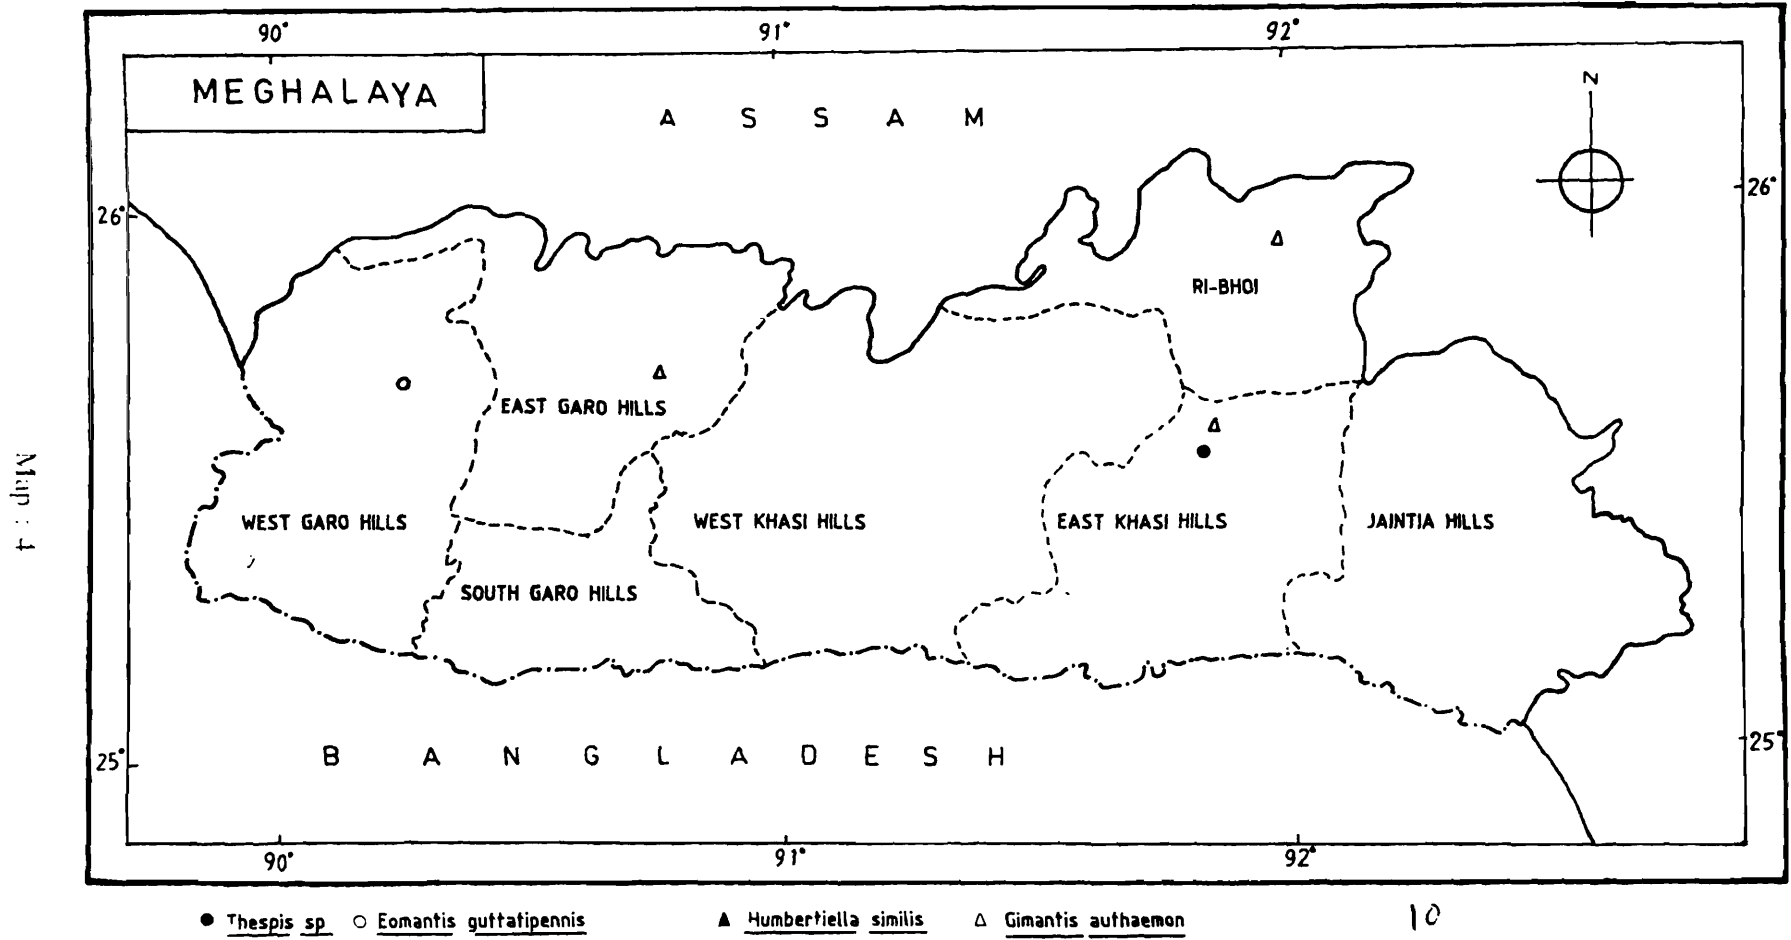 90° 91° 92°
MEGHALAYA
N
A S S A M
26° 26°
RI-BHOI
EAST GARO HILLS
WEST GARO HILLS WEST KHASI HILLS EAST KHASI HILLS JAINTIA HILLS
SOUTH GARO HILLS
Map : 4
B A N G L A D E S H
25° 25°
90° 91° 92°
Thespis sp Eomantis guttatipennis Humbertiella similis Gimantis authaemon
10